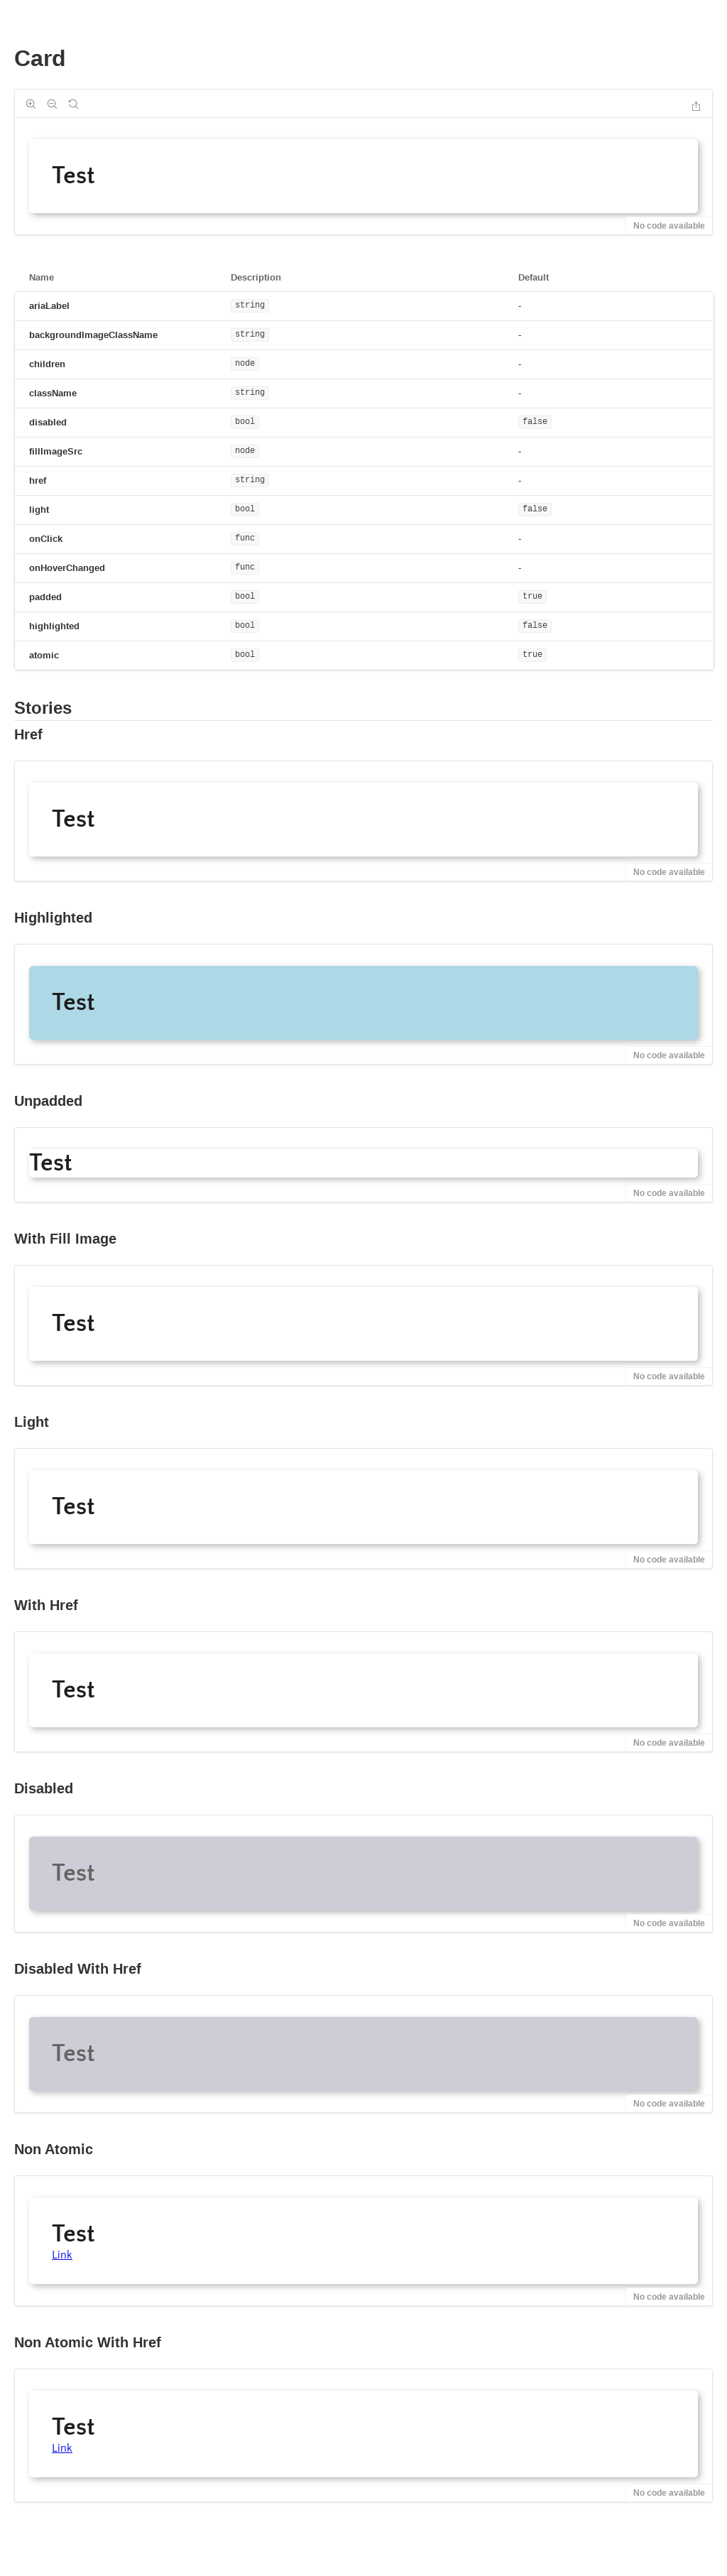 Card
Test
No code available
Name Description Default
ariaLabel string -
backgroundImageClassName string -
children node -
className string -
disabled bool false
fillImageSrc node -
href string -
light bool false
onClick func -
onHoverChanged func -
padded bool true
highlighted bool false
atomic bool true
Stories
Href
Test
No code available
Highlighted
Test
No code available
Unpadded
Test
No code available
With Fill Image
Test
No code available
Light
Test
No code available
With Href
Test
No code available
Disabled
Test
No code available
Disabled With Href
Test
No code available
Non Atomic
Test
Link
No code available
Non Atomic With Href
Test
Link
No code available